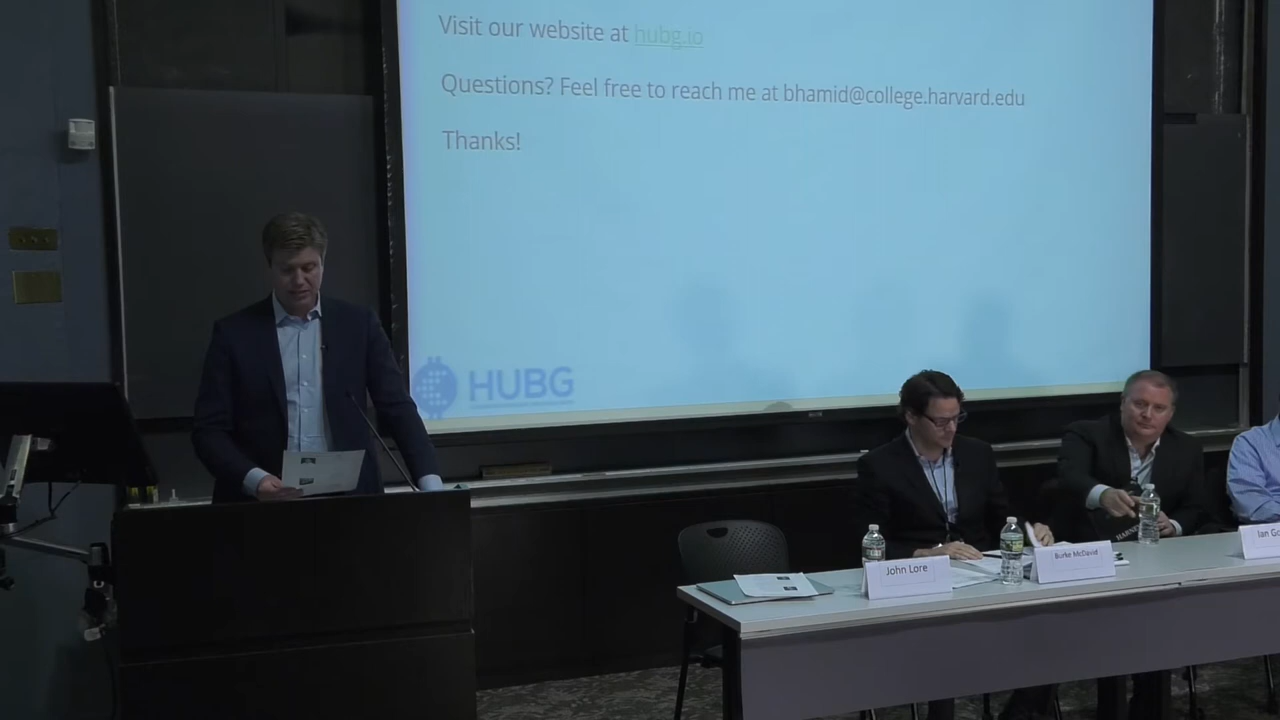 Visit our website at hubg.io
Questions? Feel free to reach me at bhamid@college.harvard.edu
Thanks!
HUBG
John Lore
Burke McDavid
Ian